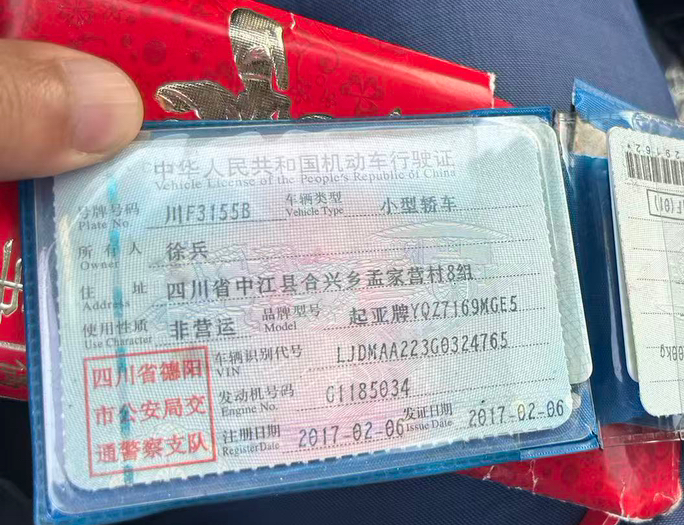 中华人民共和国机动车行驶证
Vehicle License of the People's Republic of China
号牌号码 川F3155B 车辆类型 小型轿车
Plate No. Vehicle Type
所有人 徐兵
Owner
住址 四川省中江县合兴乡孟家营村8组
Address
使用性质 非营运 品牌型号 起亚牌YQZ7169MGE5
Use Character Model
四川省德阳
市公安局交
通警察支队
车辆识别代号 LJDMAA223G0324765
VIN
发动机号码 G1185034
Engine No.
注册日期 2017-02-06 发证日期 2017-02-06
Register Date Issue Date